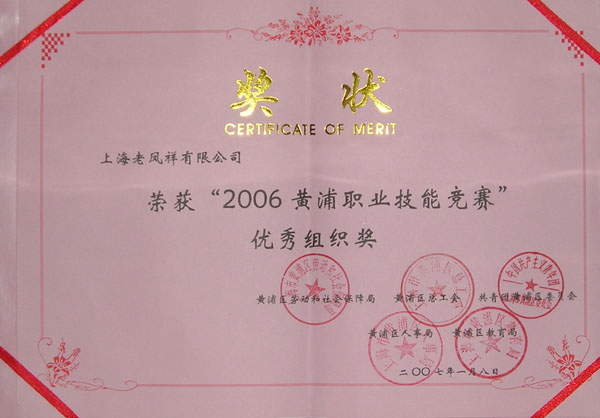 奖状
CERTIFICATE OF MERIT
上海老凤祥有限公司
荣获“2006黄浦职业技能竞赛”
优秀组织奖
黄浦区劳动和社会保障局 黄浦区总工会 共青团黄浦区委员会
黄浦区人事局 黄浦区教育局
二〇〇七年一月八日